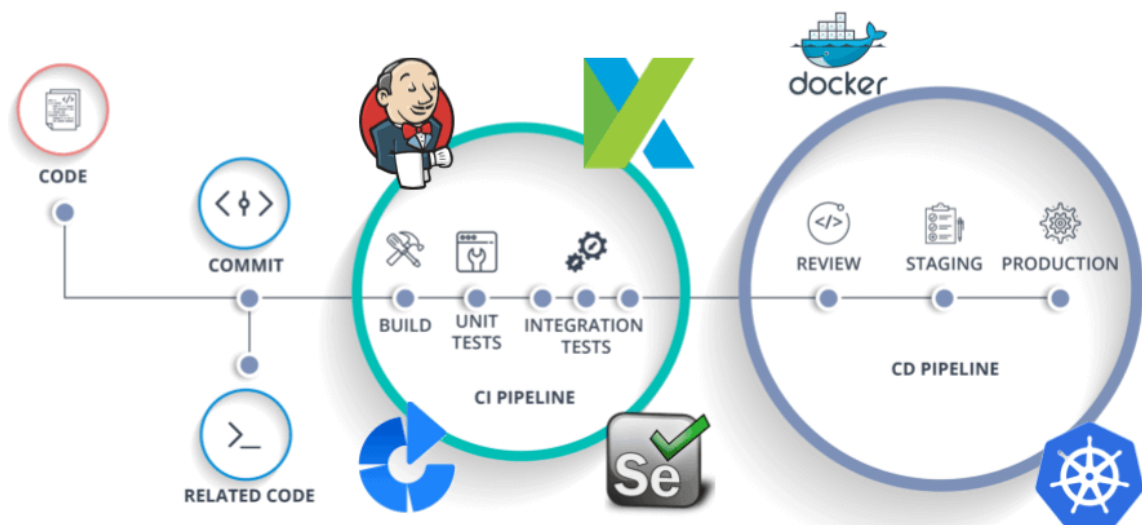 docker
CODE
COMMIT
RELATED CODE
BUILD
UNIT
TESTS
INTEGRATION
TESTS
CI PIPELINE
Se
REVIEW
STAGING
PRODUCTION
CD PIPELINE